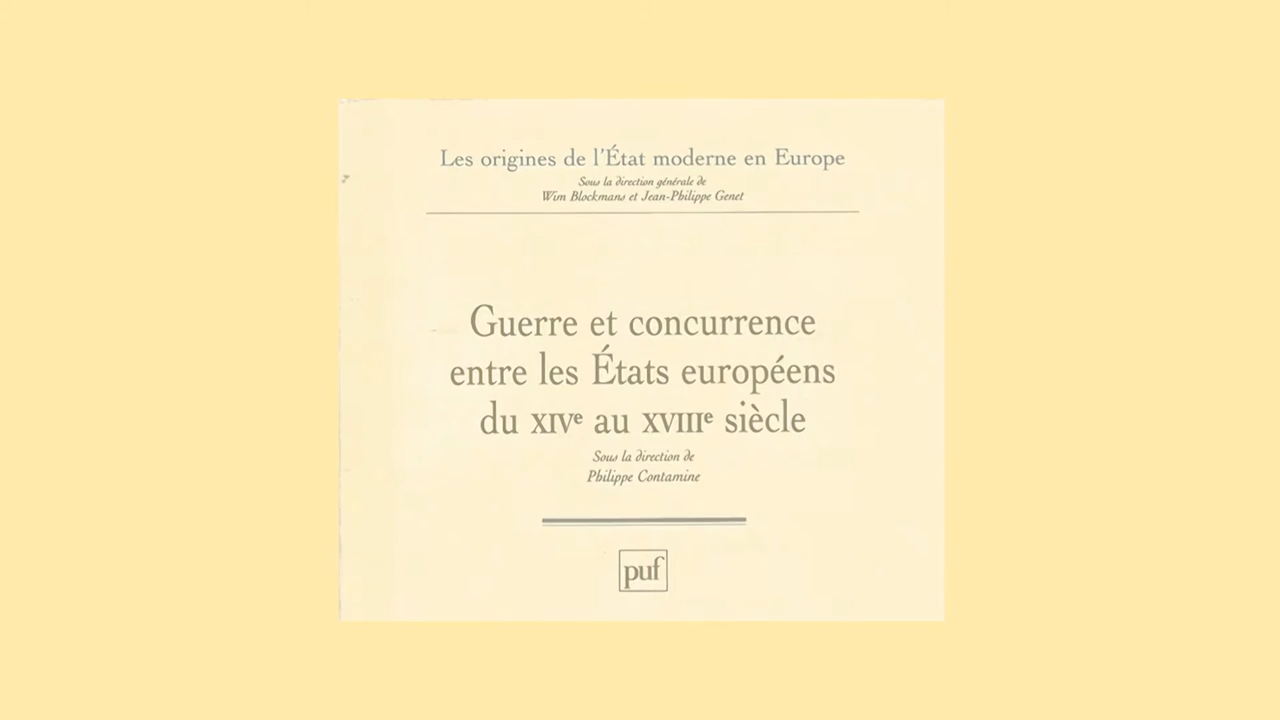 Les origines de l'État moderne en Europe
Sous la direction générale de
Wim Blockmans et Jean-Philippe Genet
Guerre et concurrence
entre les États européens
du XIVe au XVIIIe siècle
Sous la direction de
Philippe Contamine
puf